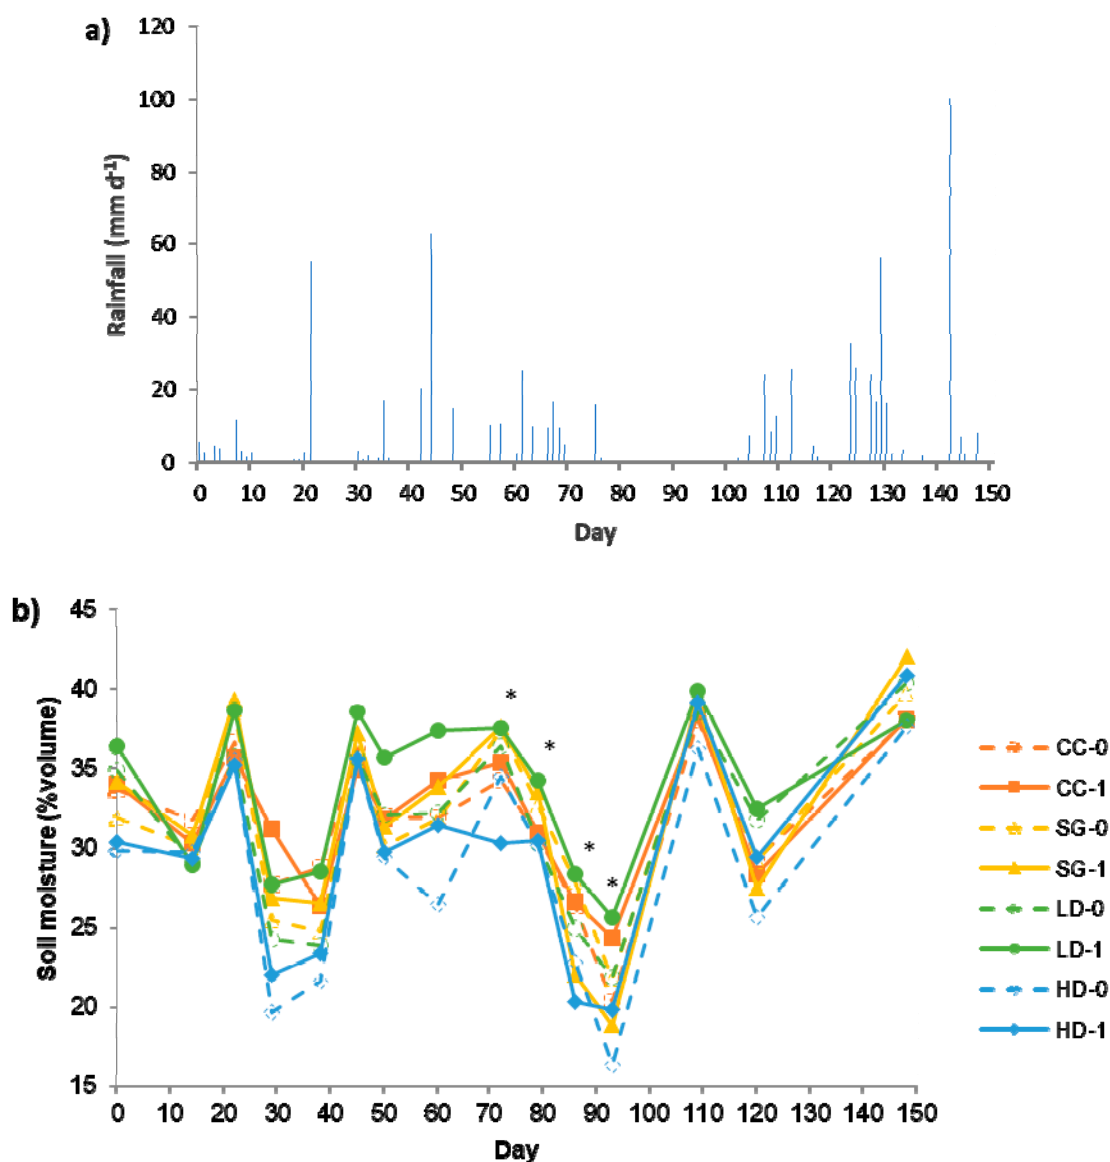 a)
120
100
80
60
40
20
0
Rainfall (mm d-1)
0 10 20 30 40 50 60 70 80 90 100 110 120 130 140 150
Day
b)
45
40
35
30
25
20
15
Soil moisture (%volume)
*
*
*
*
0 10 20 30 40 50 60 70 80 90 100 110 120 130 140 150
Day
CC-0
CC-1
SG-0
SG-1
LD-0
LD-1
HD-0
HD-1